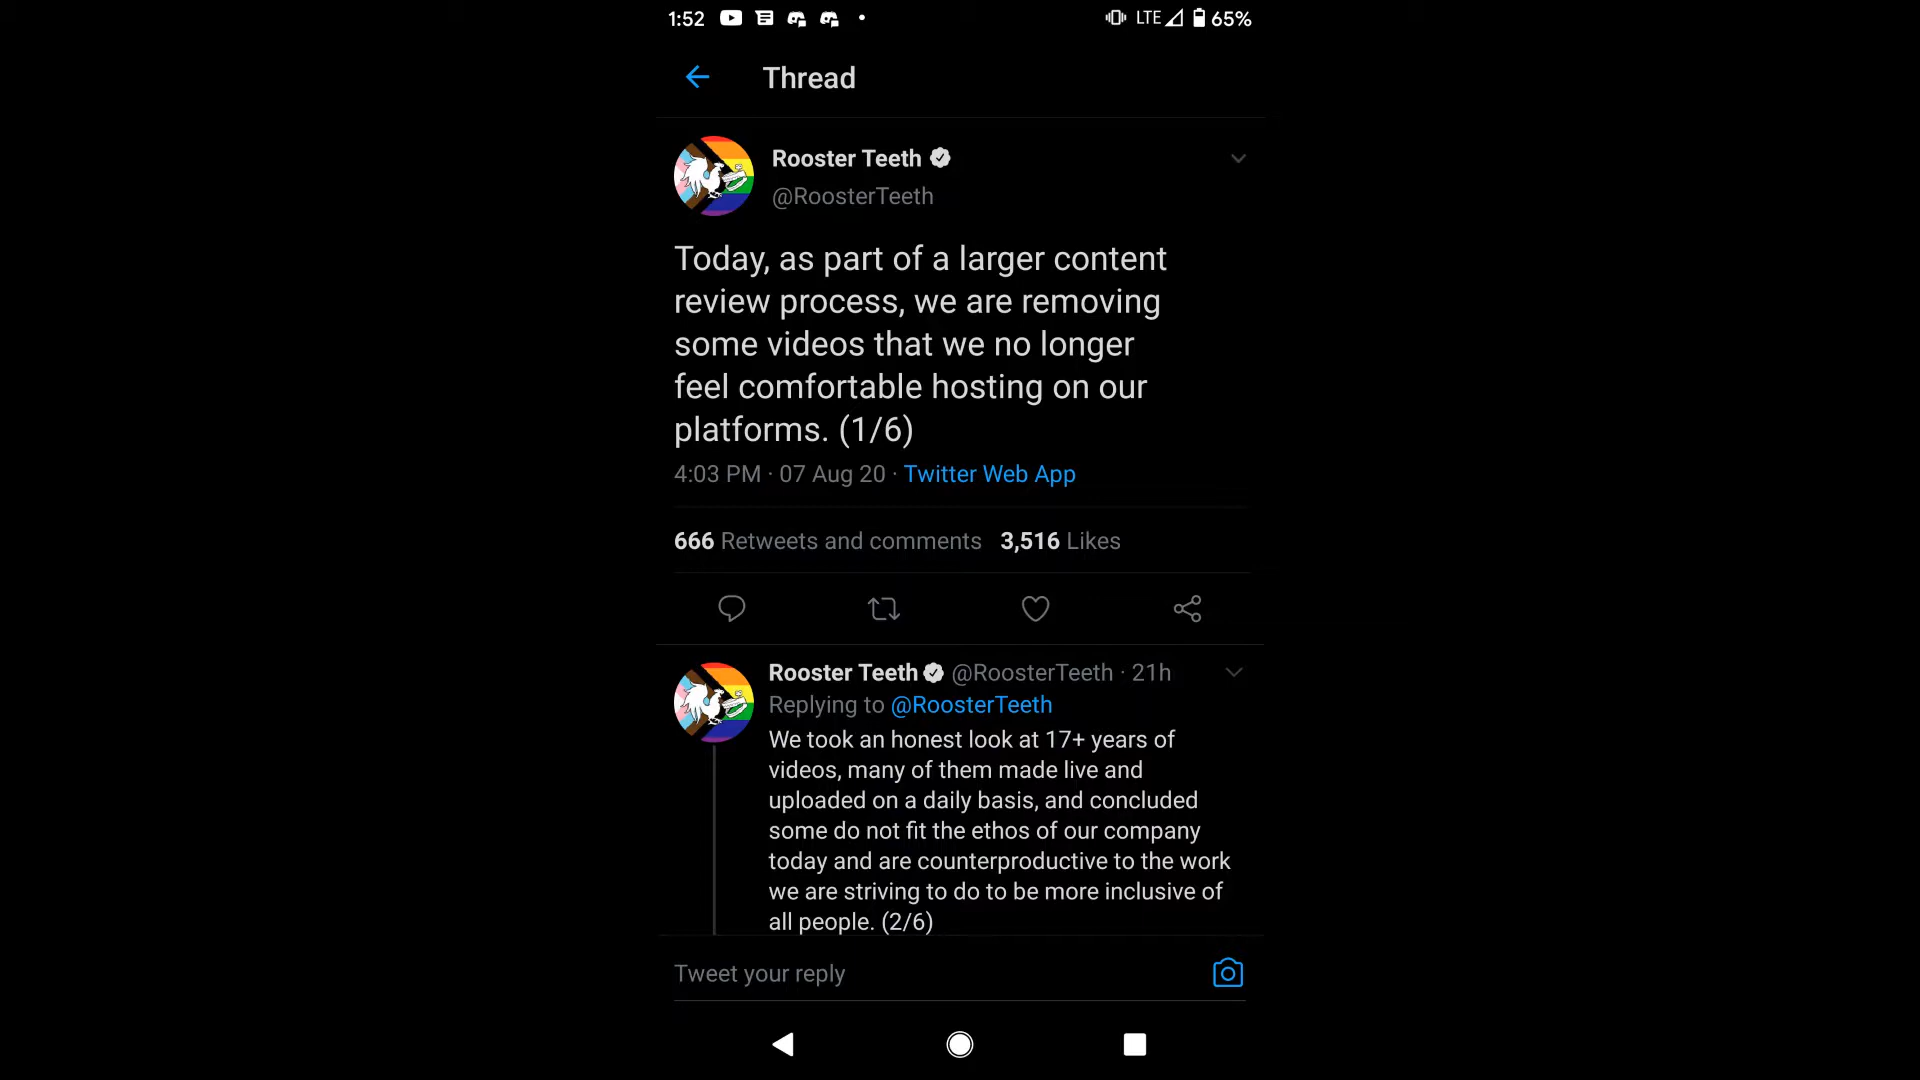 1:52
LTE
65%
Thread
Rooster Teeth
@RoosterTeeth
Today, as part of a larger content
review process, we are removing
some videos that we no longer
feel comfortable hosting on our
platforms. (1/6)
4:03 PM · 07 Aug 20 · Twitter Web App
666 Retweets and comments 3,516 Likes
Rooster Teeth @RoosterTeeth · 21h
Replying to @RoosterTeeth
We took an honest look at 17+ years of
videos, many of them made live and
uploaded on a daily basis, and concluded
some do not fit the ethos of our company
today and are counterproductive to the work
we are striving to do to be more inclusive of
all people. (2/6)
Tweet your reply